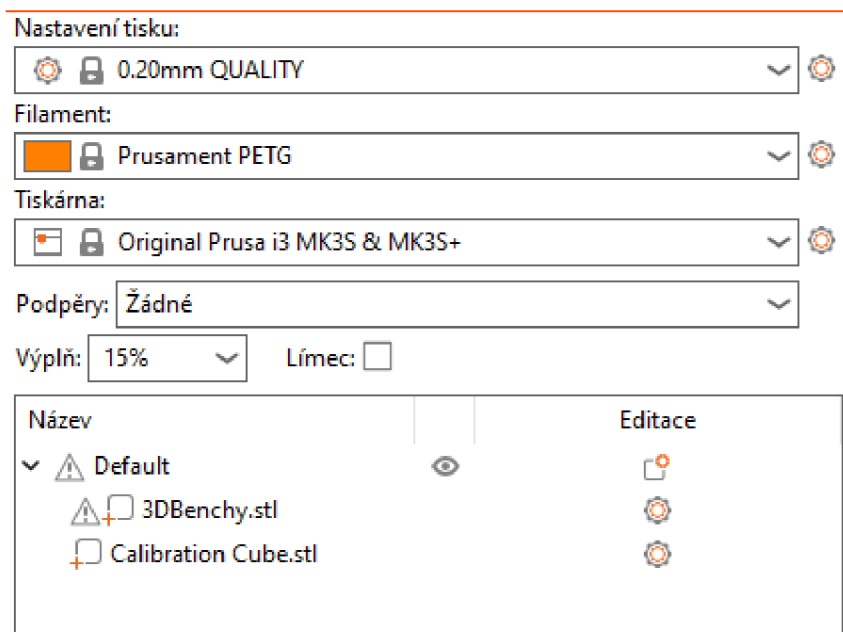 Nastavení tisku:
0.20mm QUALITY
Filament:
Prusament PETG
Tiskárna:
Original Prusa i3 MK3S & MK3S+
Podpěry: Žádné
Výplň: 15% Límec:
Název Editace
Default
3DBenchy.stl
Calibration Cube.stl